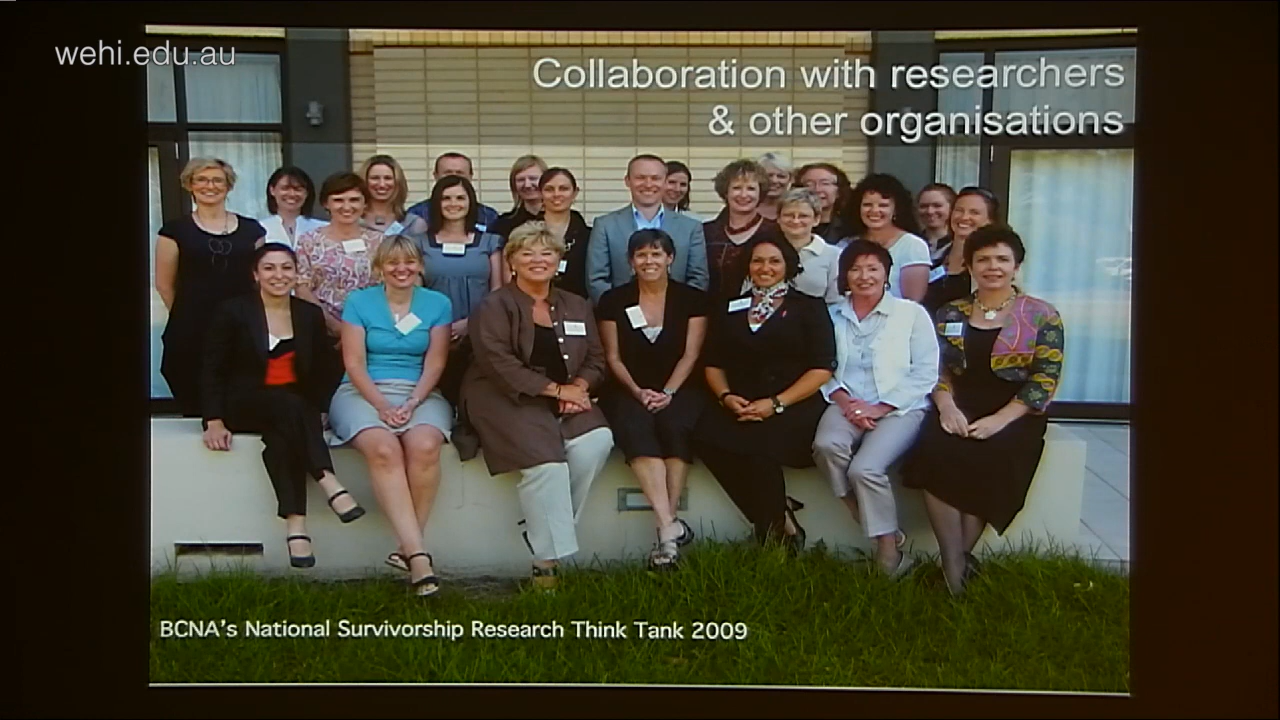 wehi.edu.au
Collaboration with researchers
& other organisations
BCNA's National Survivorship Research Think Tank 2009